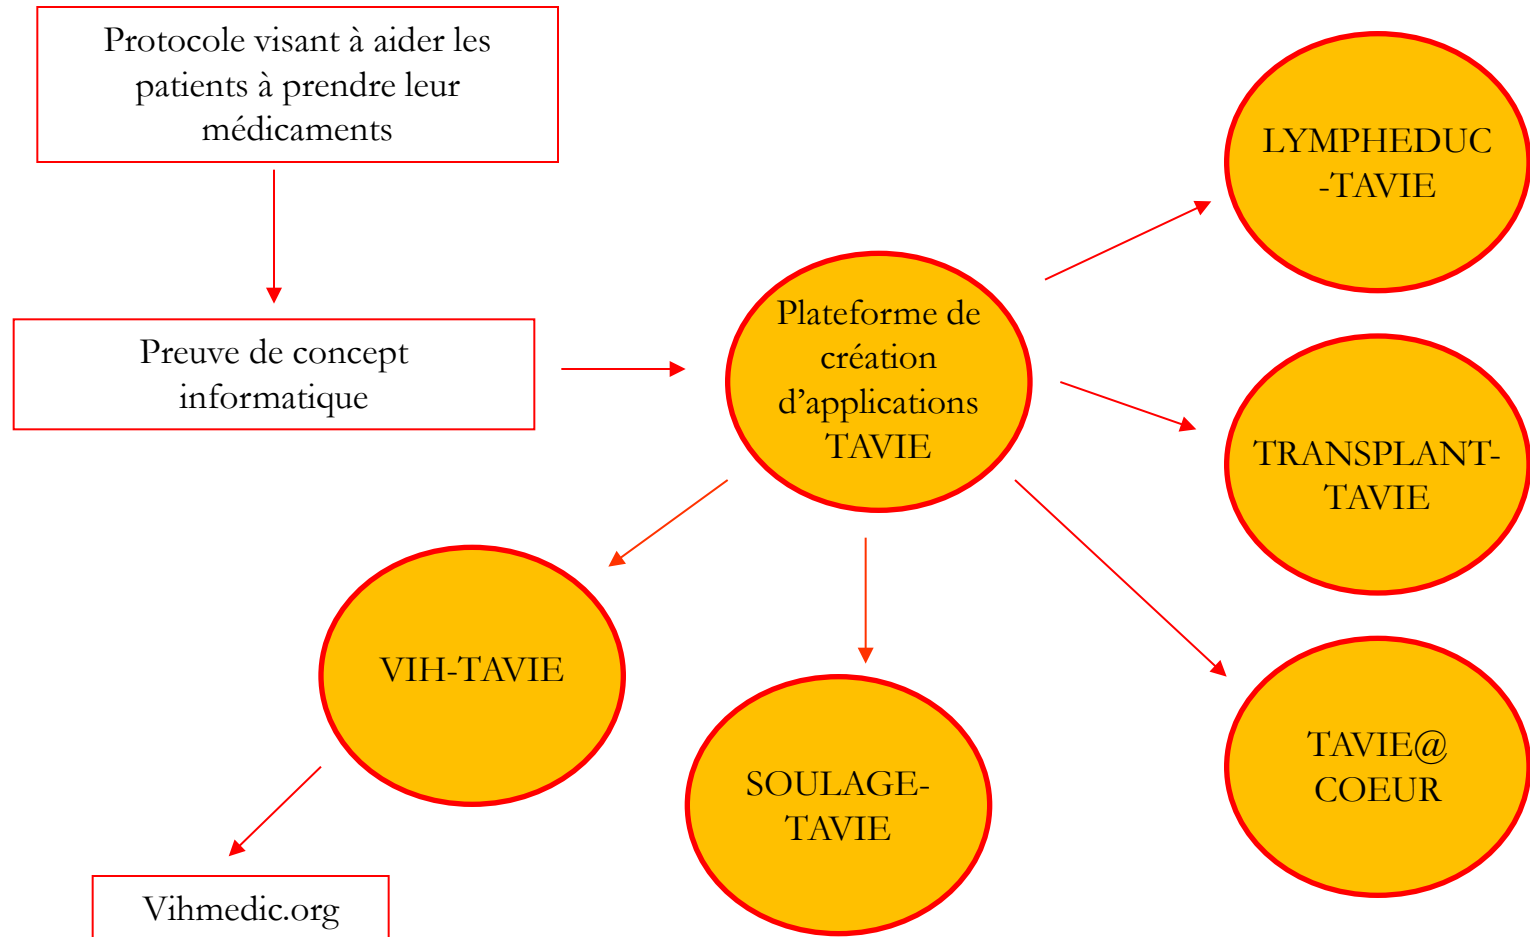 Protocole visant à aider les
patients à prendre leur
médicaments
Preuve de concept
informatique
Plateforme de
création
d'applications
TAVIE
LYMPHEDUC
-TAVIE
TRANSPLANT-
TAVIE
TAVIE@
COEUR
SOULAGE-
TAVIE
VIH-TAVIE
Vihmedic.org